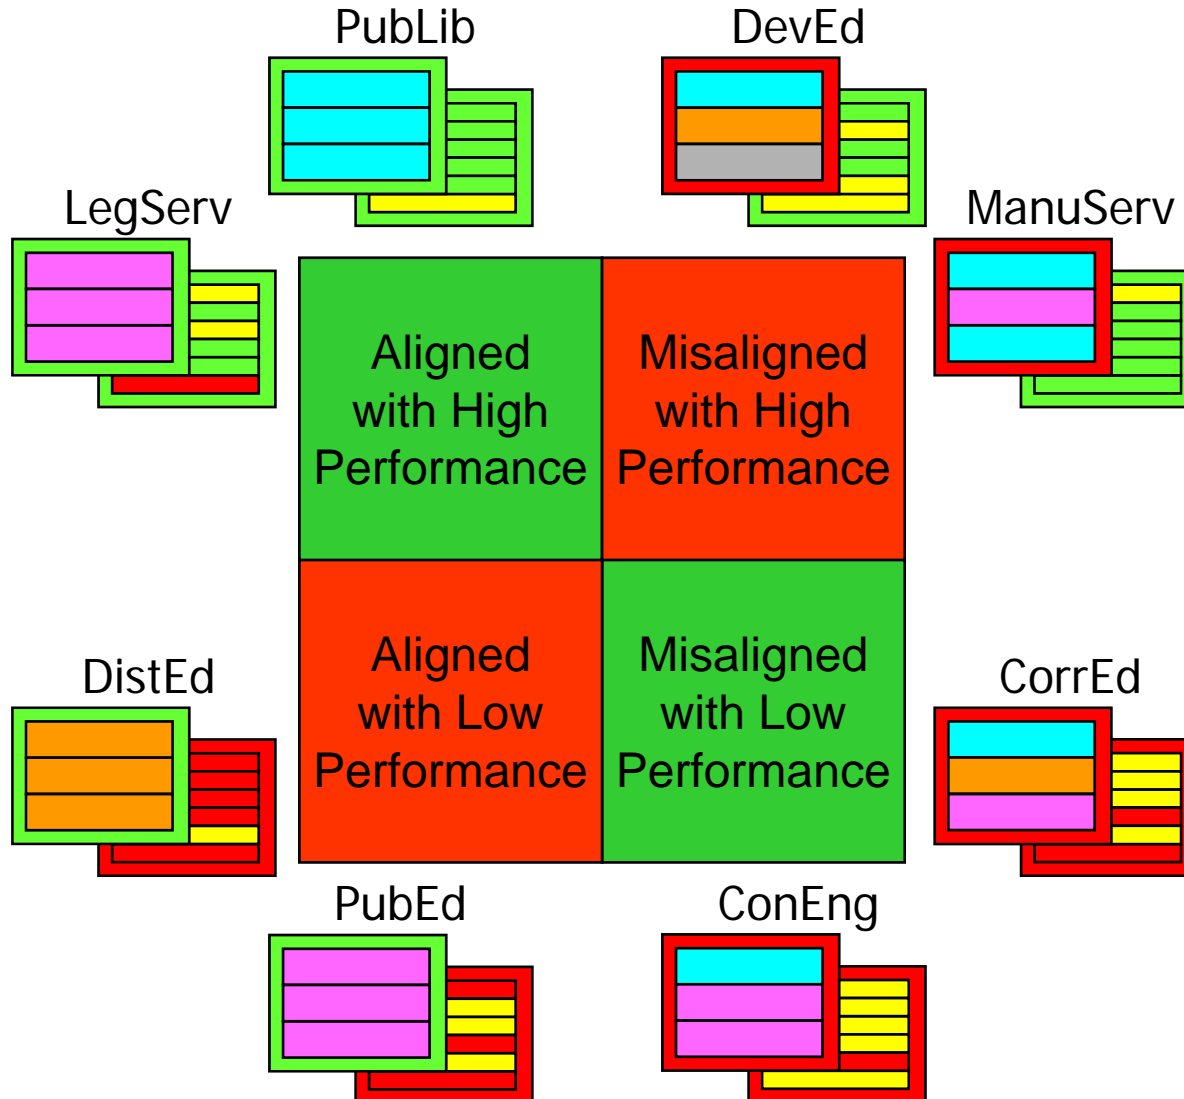 PubLib
DevEd
LegServ
ManuServ
Aligned
with High
Performance
Misaligned
with High
Performance
Aligned
with Low
Performance
Misaligned
with Low
Performance
DistEd
CorrEd
PubEd
ConEng